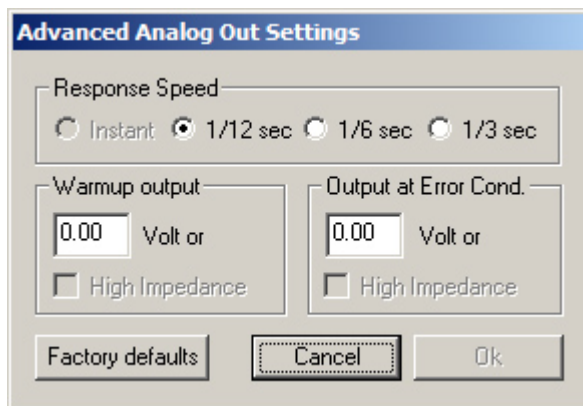 Advanced Analog Out Settings
Response Speed
Instant 1/12 sec 1/6 sec 1/3 sec
Warmup output
0.00 Volt or
High Impedance
Output at Error Cond.
0.00 Volt or
High Impedance
Factory defaults Cancel Ok